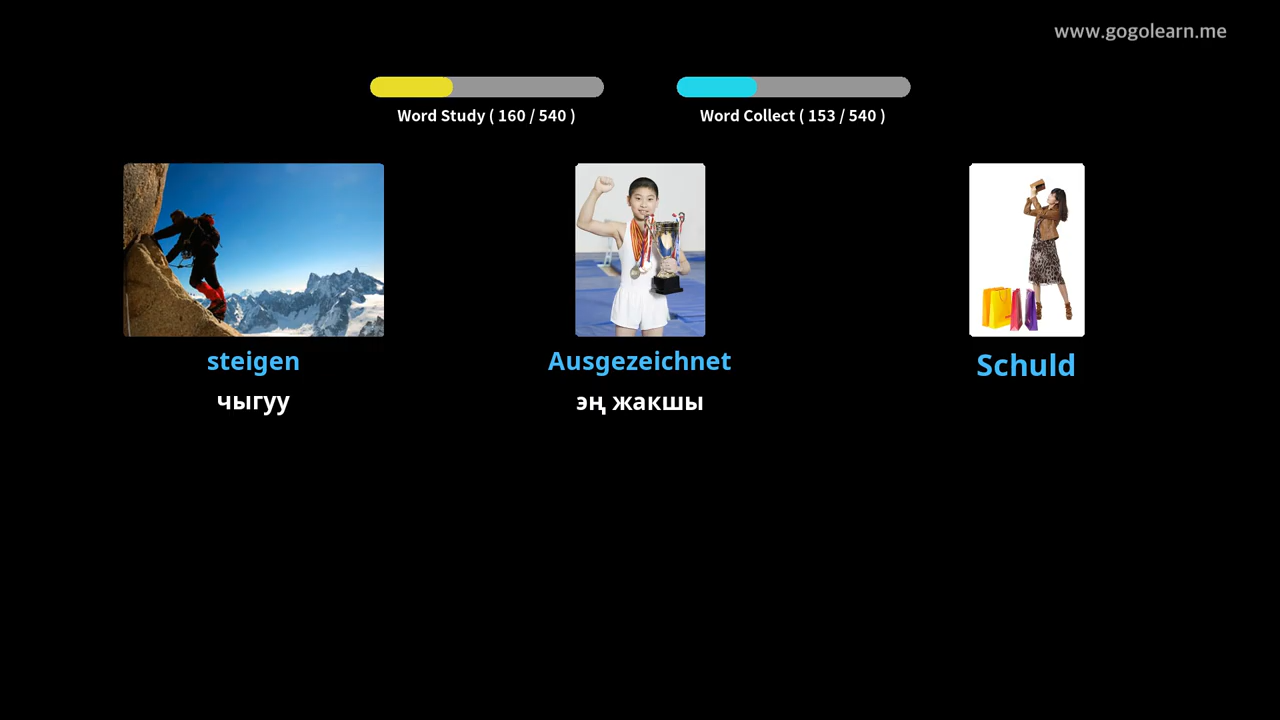 www.gogolearn.me
Word Study ( 160 / 540 )
Word Collect ( 153 / 540 )
steigen
чыгуу
Ausgezeichnet
эң жакшы
Schuld